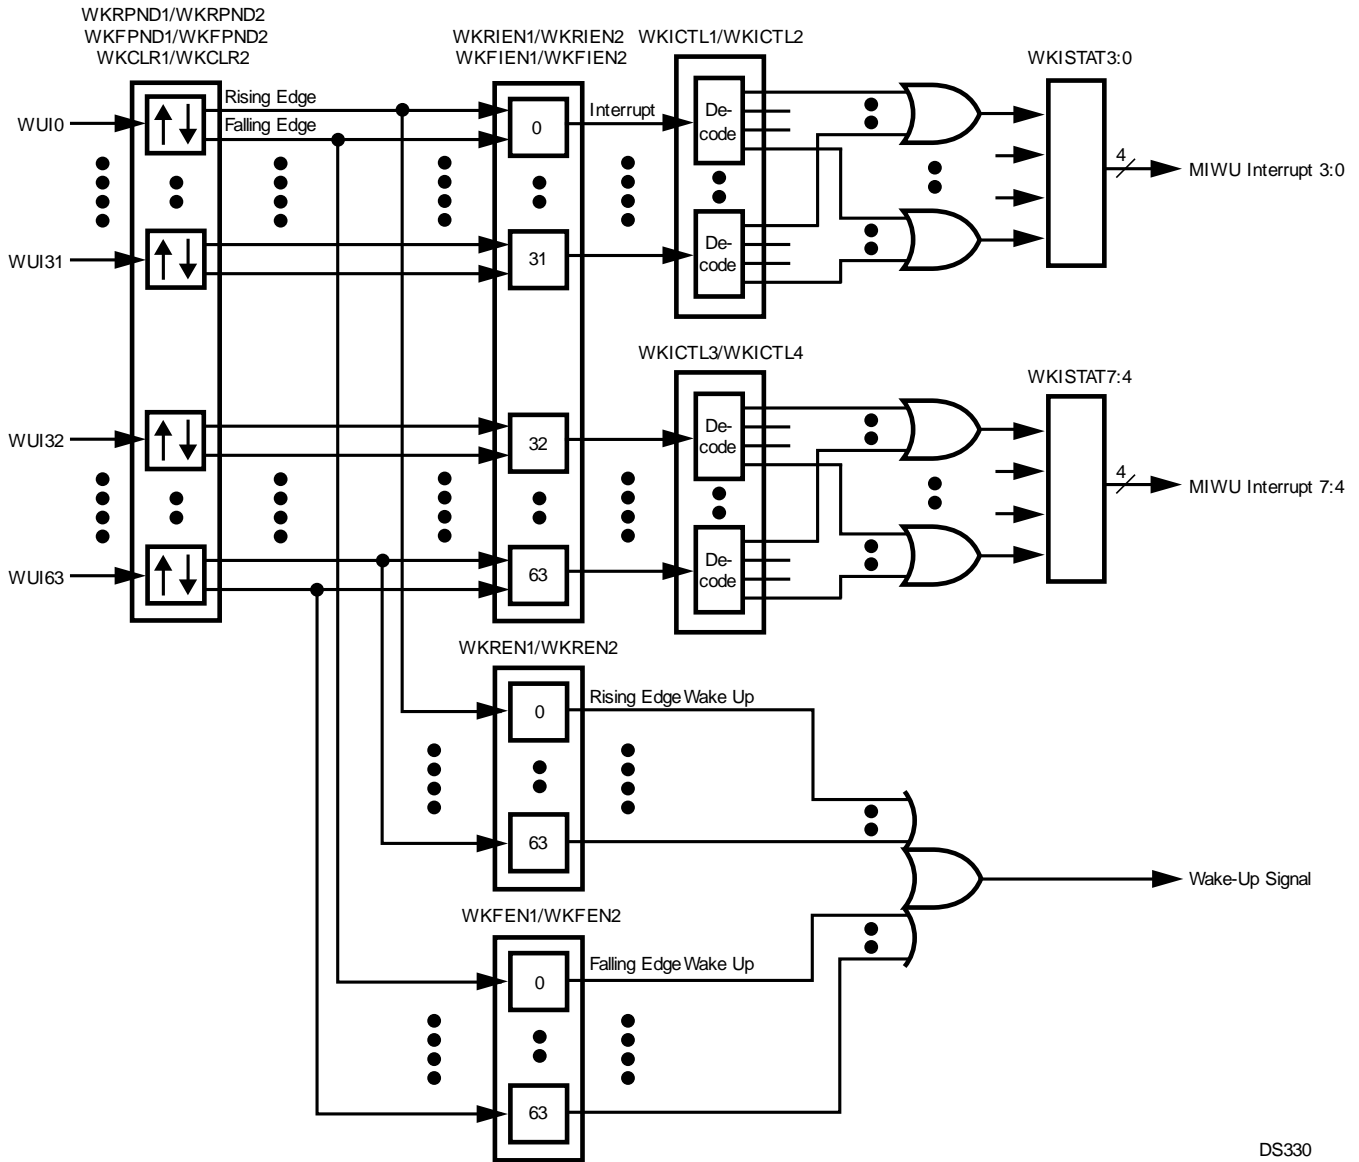 WKRPND1/WKRPND2
WKFPND1/WKFPND2
WKCLR1/WKCLR2
WKRIEN1/WKRIEN2
WKFIEN1/WKFIEN2
WKICTL1/WKICTL2
WKISTAT3:0
Rising Edge
Falling Edge
WUI0
0
Interrupt
De-
code
4
MIWU Interrupt 3:0
WUI31
31
De-
code
WKICTL3/WKICTL4
WKISTAT7:4
WUI32
32
De-
code
4
MIWU Interrupt 7:4
WUI63
63
De-
code
WKREN1/WKREN2
0
Rising Edge Wake Up
63
Wake-Up Signal
WKFEN1/WKFEN2
0
Falling Edge Wake Up
63
DS330